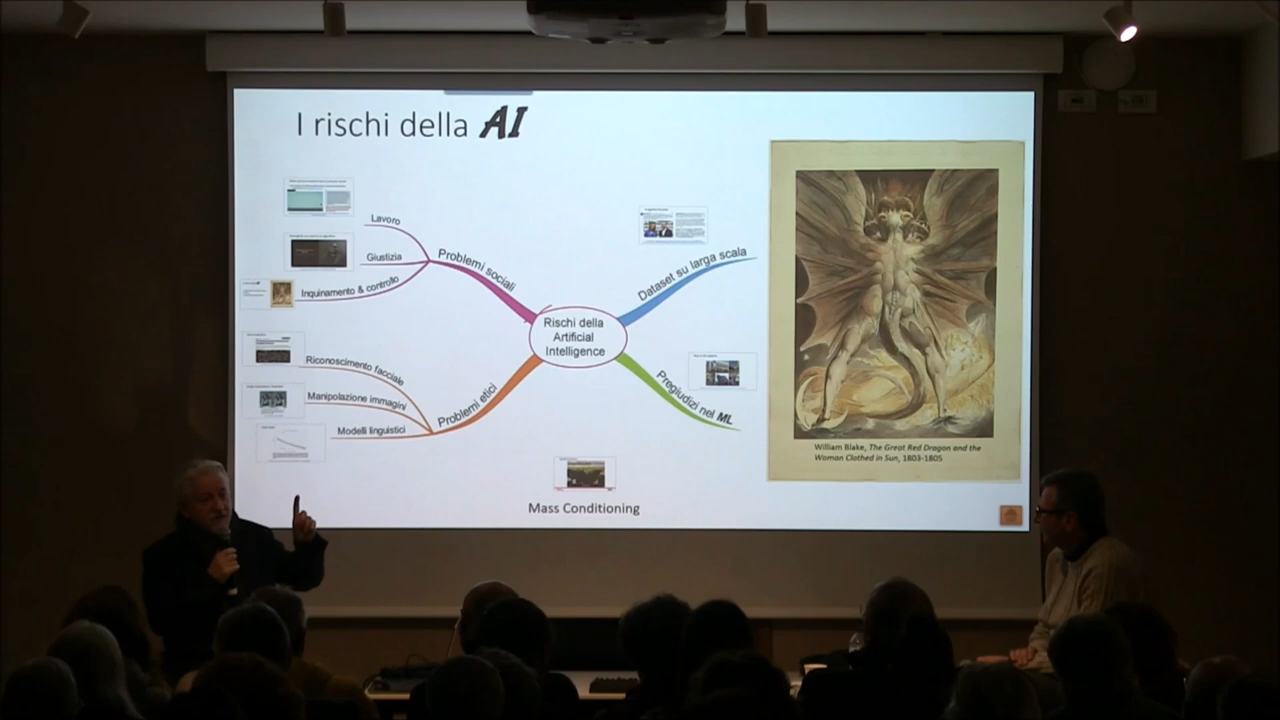 I rischi della AI
Lavoro
Giustizia
Inquinamento & controllo
Problemi sociali
Dataset su larga scala
Rischi della
Artificial
Intelligence
Riconoscimento facciale
Manipolazione immagini
Modelli linguistici
Problemi etici
Pregiudizi nel ML
Mass Conditioning
William Blake, The Great Red Dragon and the
Woman Clothed in Sun, 1803-1805